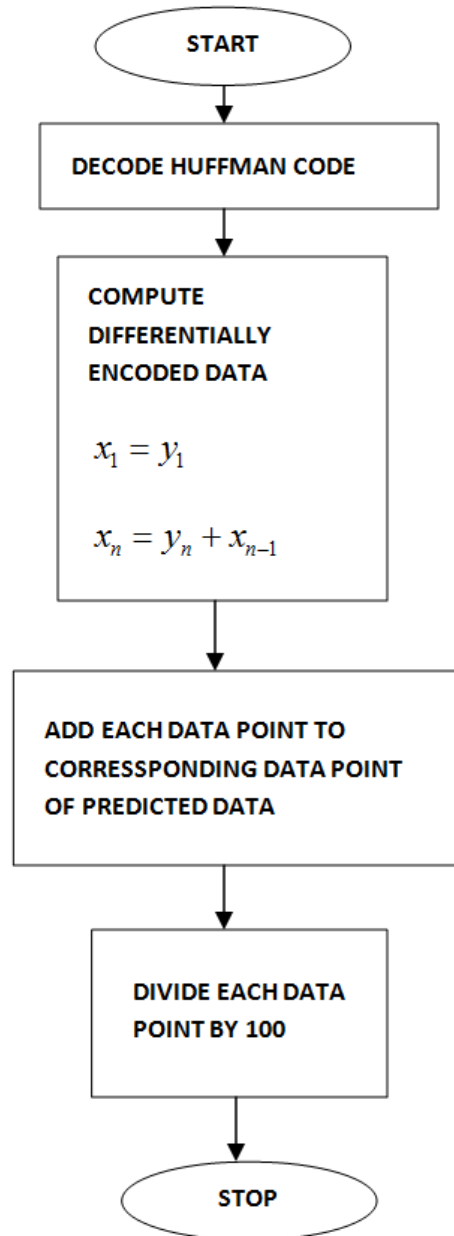 START
DECODE HUFFMAN CODE
COMPUTE
DIFFERENTIALLY
ENCODED DATA
x₁ = y₁
xₙ = yₙ + xₙ₋₁
ADD EACH DATA POINT TO
CORRESSPONDING DATA POINT
OF PREDICTED DATA
DIVIDE EACH DATA
POINT BY 100
STOP